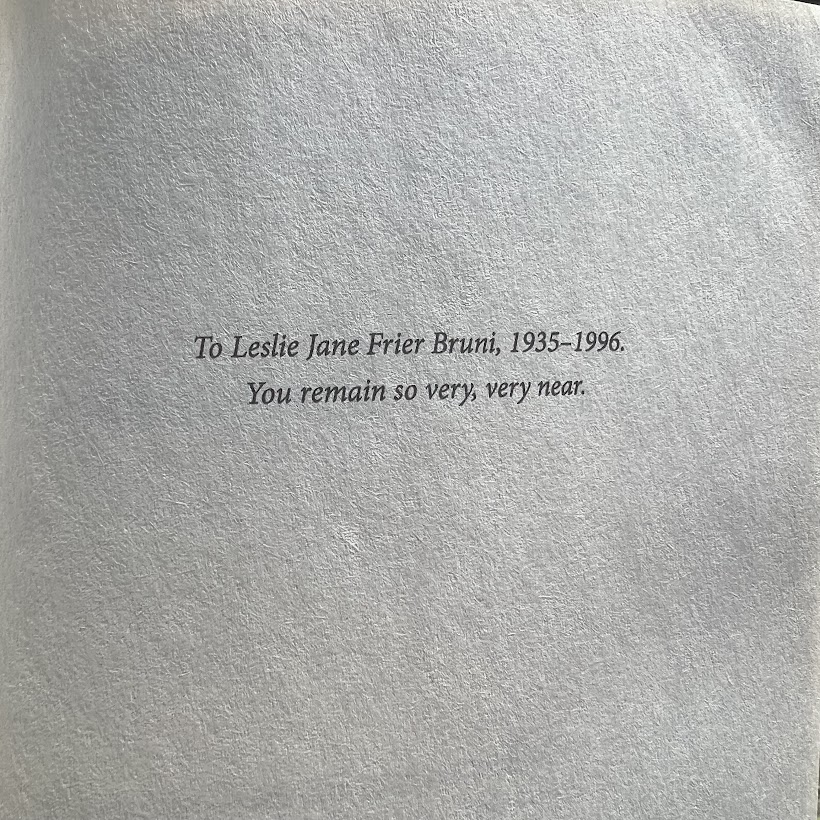 To Leslie Jane Frier Bruni, 1935–1996.
You remain so very, very near.